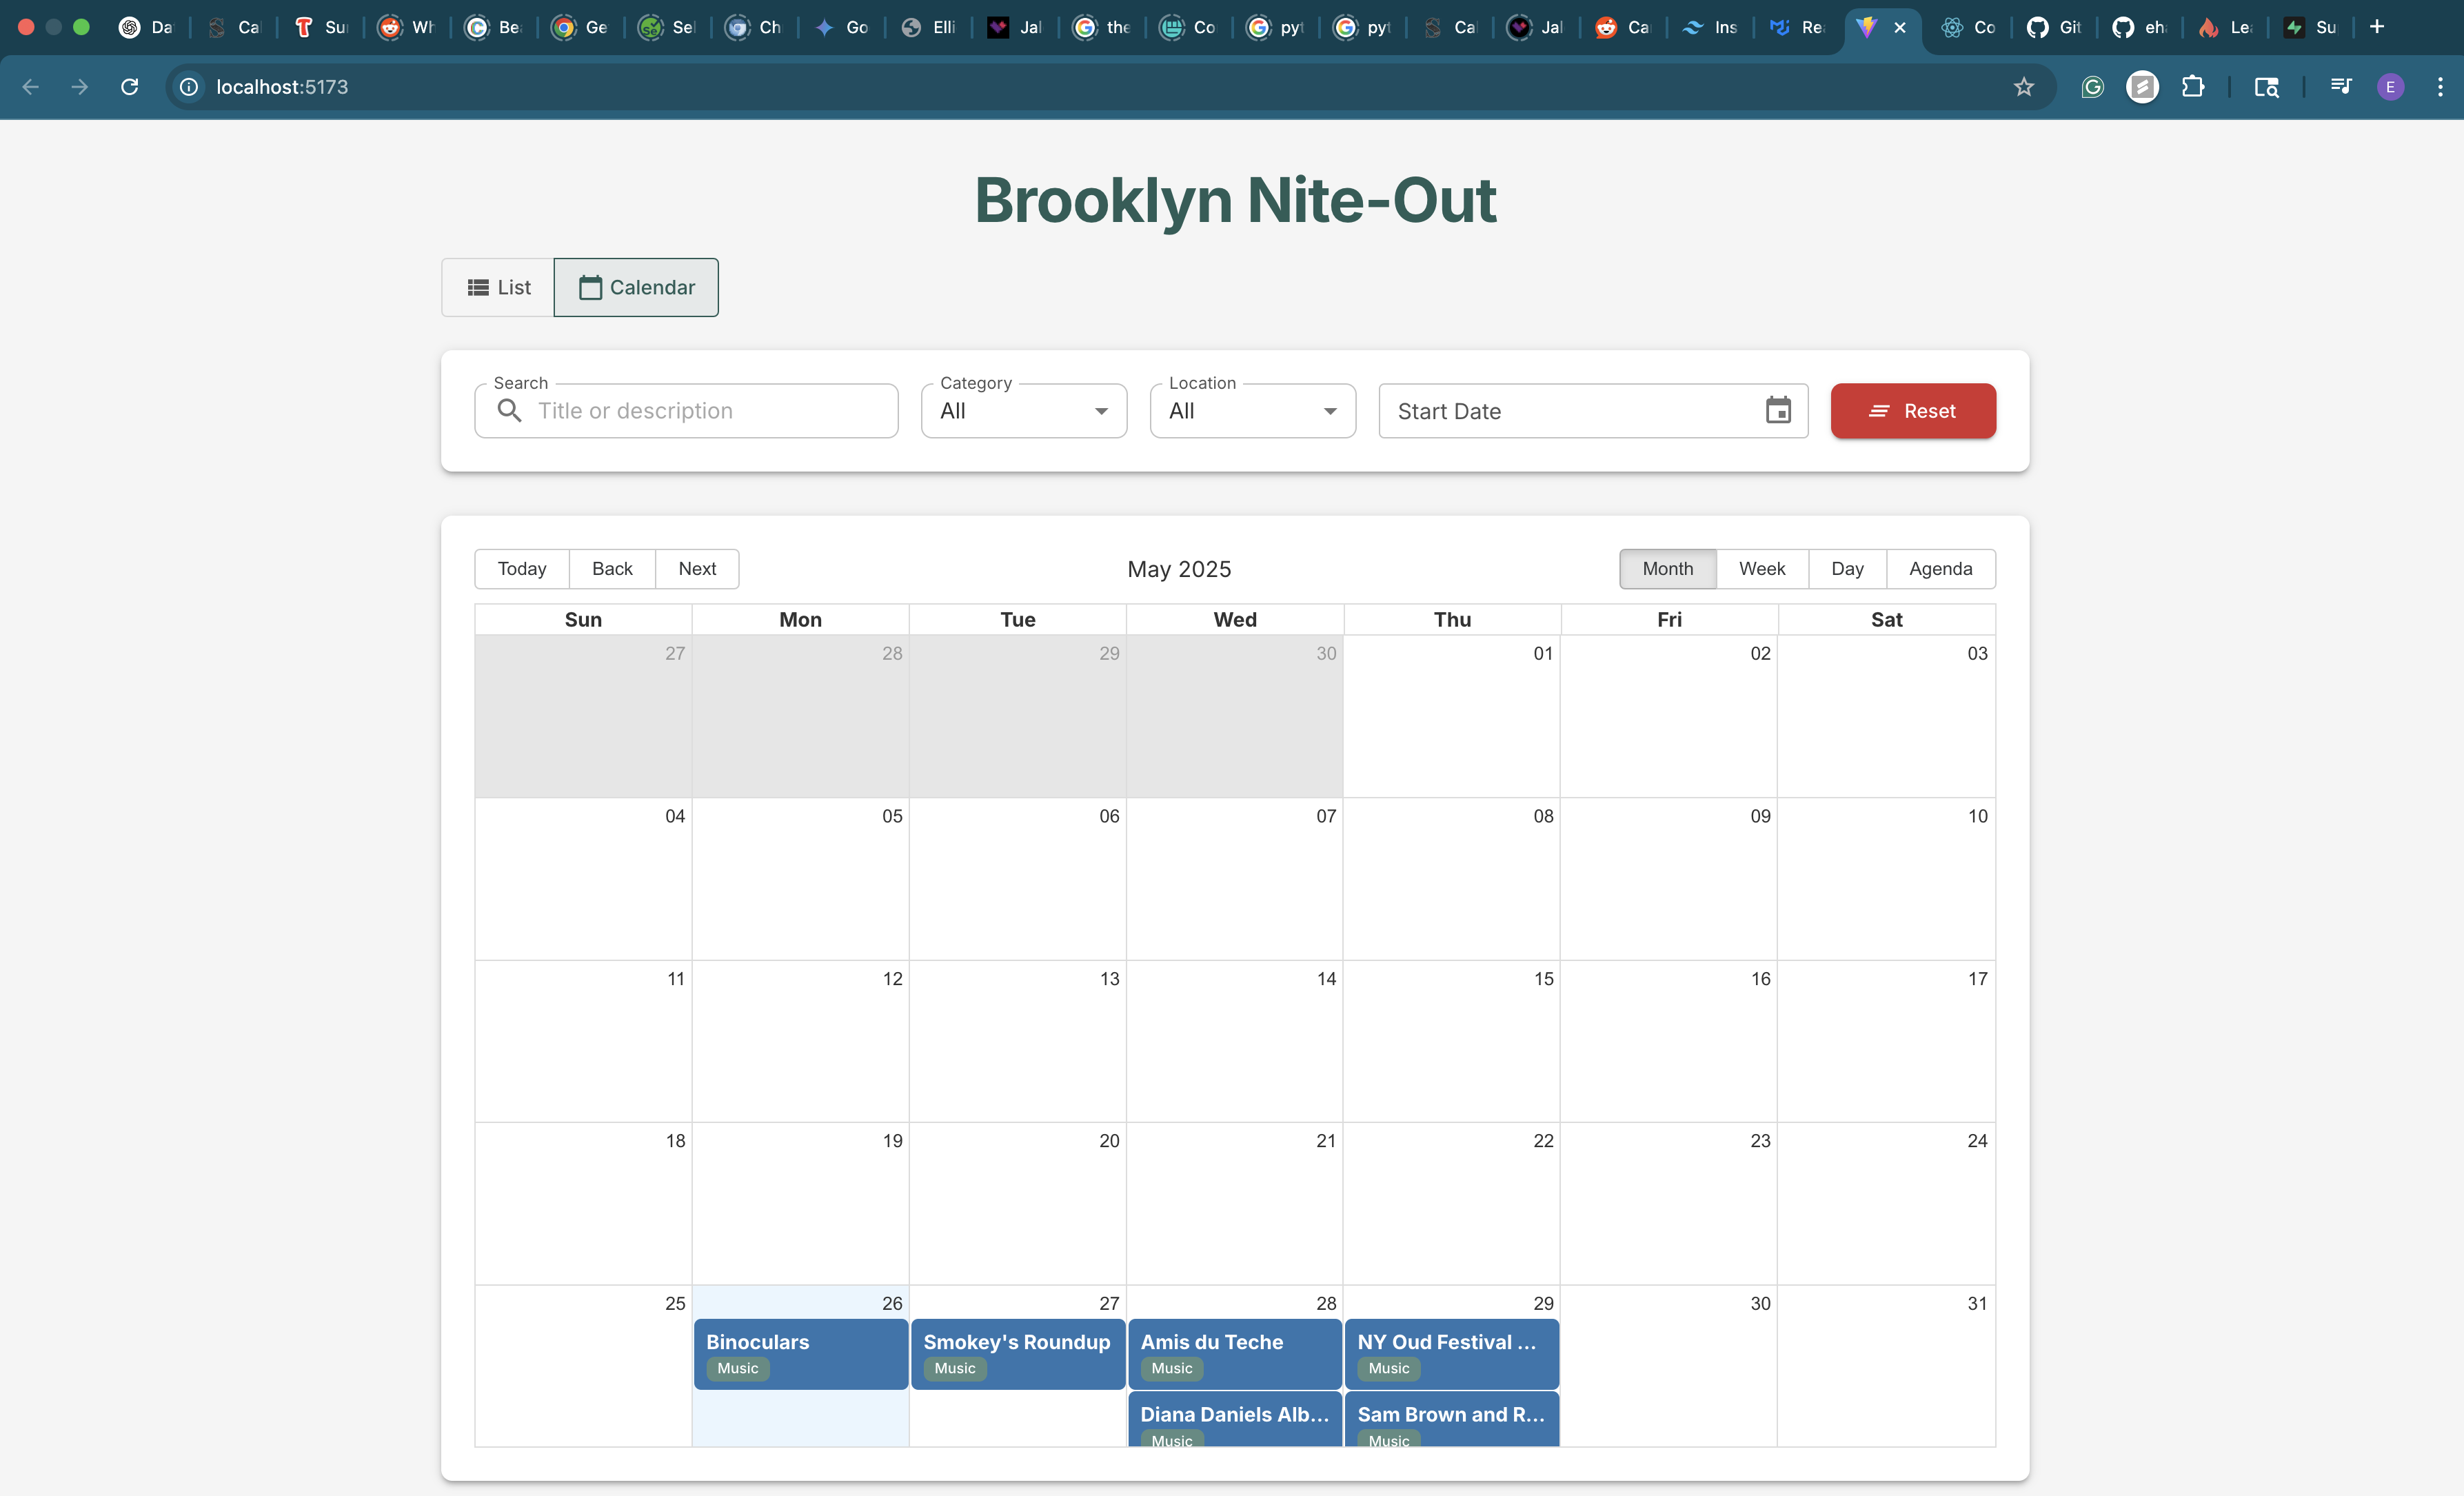 Da Ca Su Wh Be Ge Sel Ch Go Elli Jal the Co pyt pyt Ca Jal Ca Ins Re Co Git eh Le Su
localhost:5173 E
Brooklyn Nite-Out
List Calendar
Search Category Location
Title or description All All Start Date Reset
Today Back Next May 2025 Month Week Day Agenda
Sun Mon Tue Wed Thu Fri Sat
27 28 29 30 01 02 03
04 05 06 07 08 09 10
11 12 13 14 15 16 17
18 19 20 21 22 23 24
25 26 27 28 29 30 31
Binoculars Smokey's Roundup Amis du Teche NY Oud Festival ...
Music Music Music Music
Diana Daniels Alb... Sam Brown and R...
Music Music